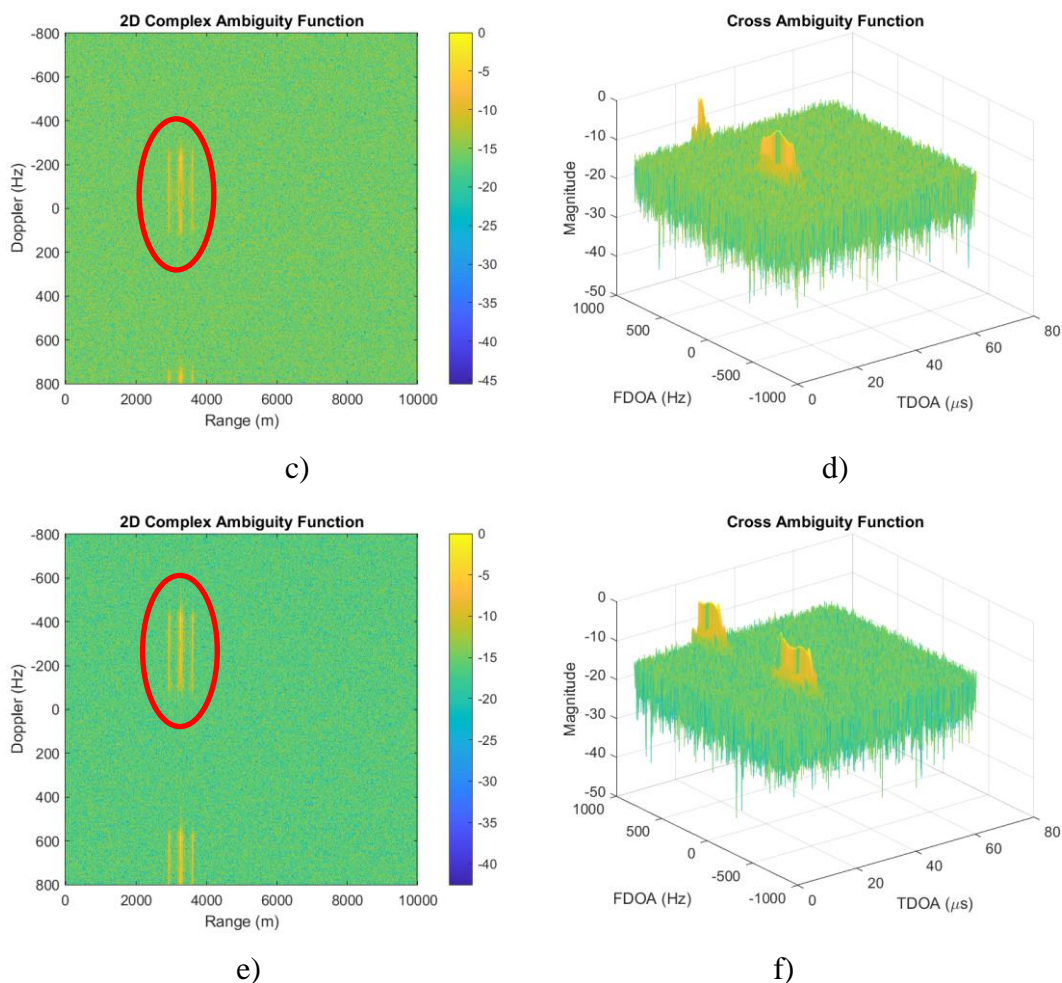 2D Complex Ambiguity Function
-800
-600
-400
-200
0
200
400
600
800
Doppler (Hz)
0 2000 4000 6000 8000 10000
Range (m)
0
-5
-10
-15
-20
-25
-30
-35
-40
-45
Cross Ambiguity Function
0
-10
-20
-30
-40
-50
Magnitude
1000 500 0 -500 -1000
FDOA (Hz)
0 20 40 60 80
TDOA (μs)
c)
d)
2D Complex Ambiguity Function
-800
-600
-400
-200
0
200
400
600
800
Doppler (Hz)
0 2000 4000 6000 8000 10000
Range (m)
0
-5
-10
-15
-20
-25
-30
-35
-40
Cross Ambiguity Function
0
-10
-20
-30
-40
-50
Magnitude
1000 500 0 -500 -1000
FDOA (Hz)
0 20 40 60 80
TDOA (μs)
e)
f)